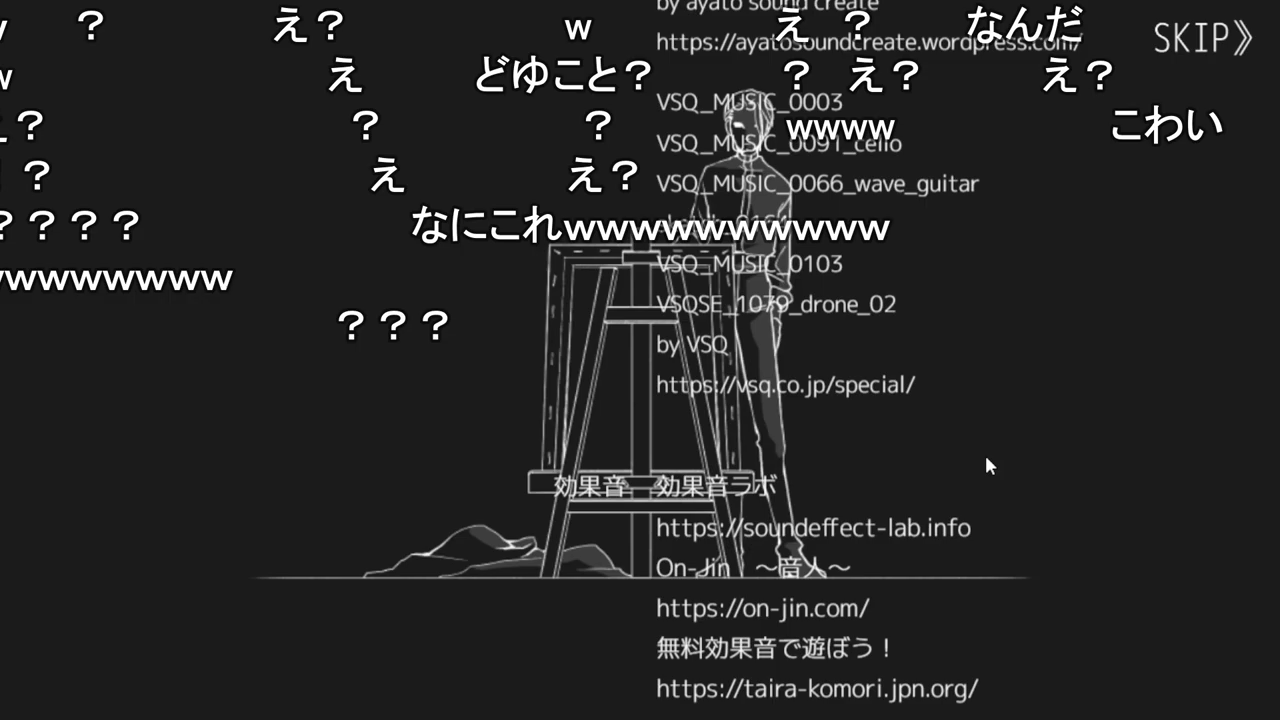 by ayato sound create
w ？ え？ w え ？ なんだ
https://ayatosoundcreate.wordpress.com/
SKIP》
w え どゆこと？ ？ え？ え？
VSQ_MUSIC_0003
？ ？ ？ wwww こわい
VSQ_MUSIC_0091_cello
？ え え？
VSQ_MUSIC_0066_wave_guitar
？？？？ なにこれwwwwwwwwwww
VSQ_MUSIC_0103
wwwwwwww
VSQSE_1079_drone_02
？？？
by VSQ
https://vsq.co.jp/special/
効果音 効果音ラボ
https://soundeffect-lab.info
On-Jin ～音人～
https://on-jin.com/
無料効果音で遊ぼう！
https://taira-komori.jpn.org/